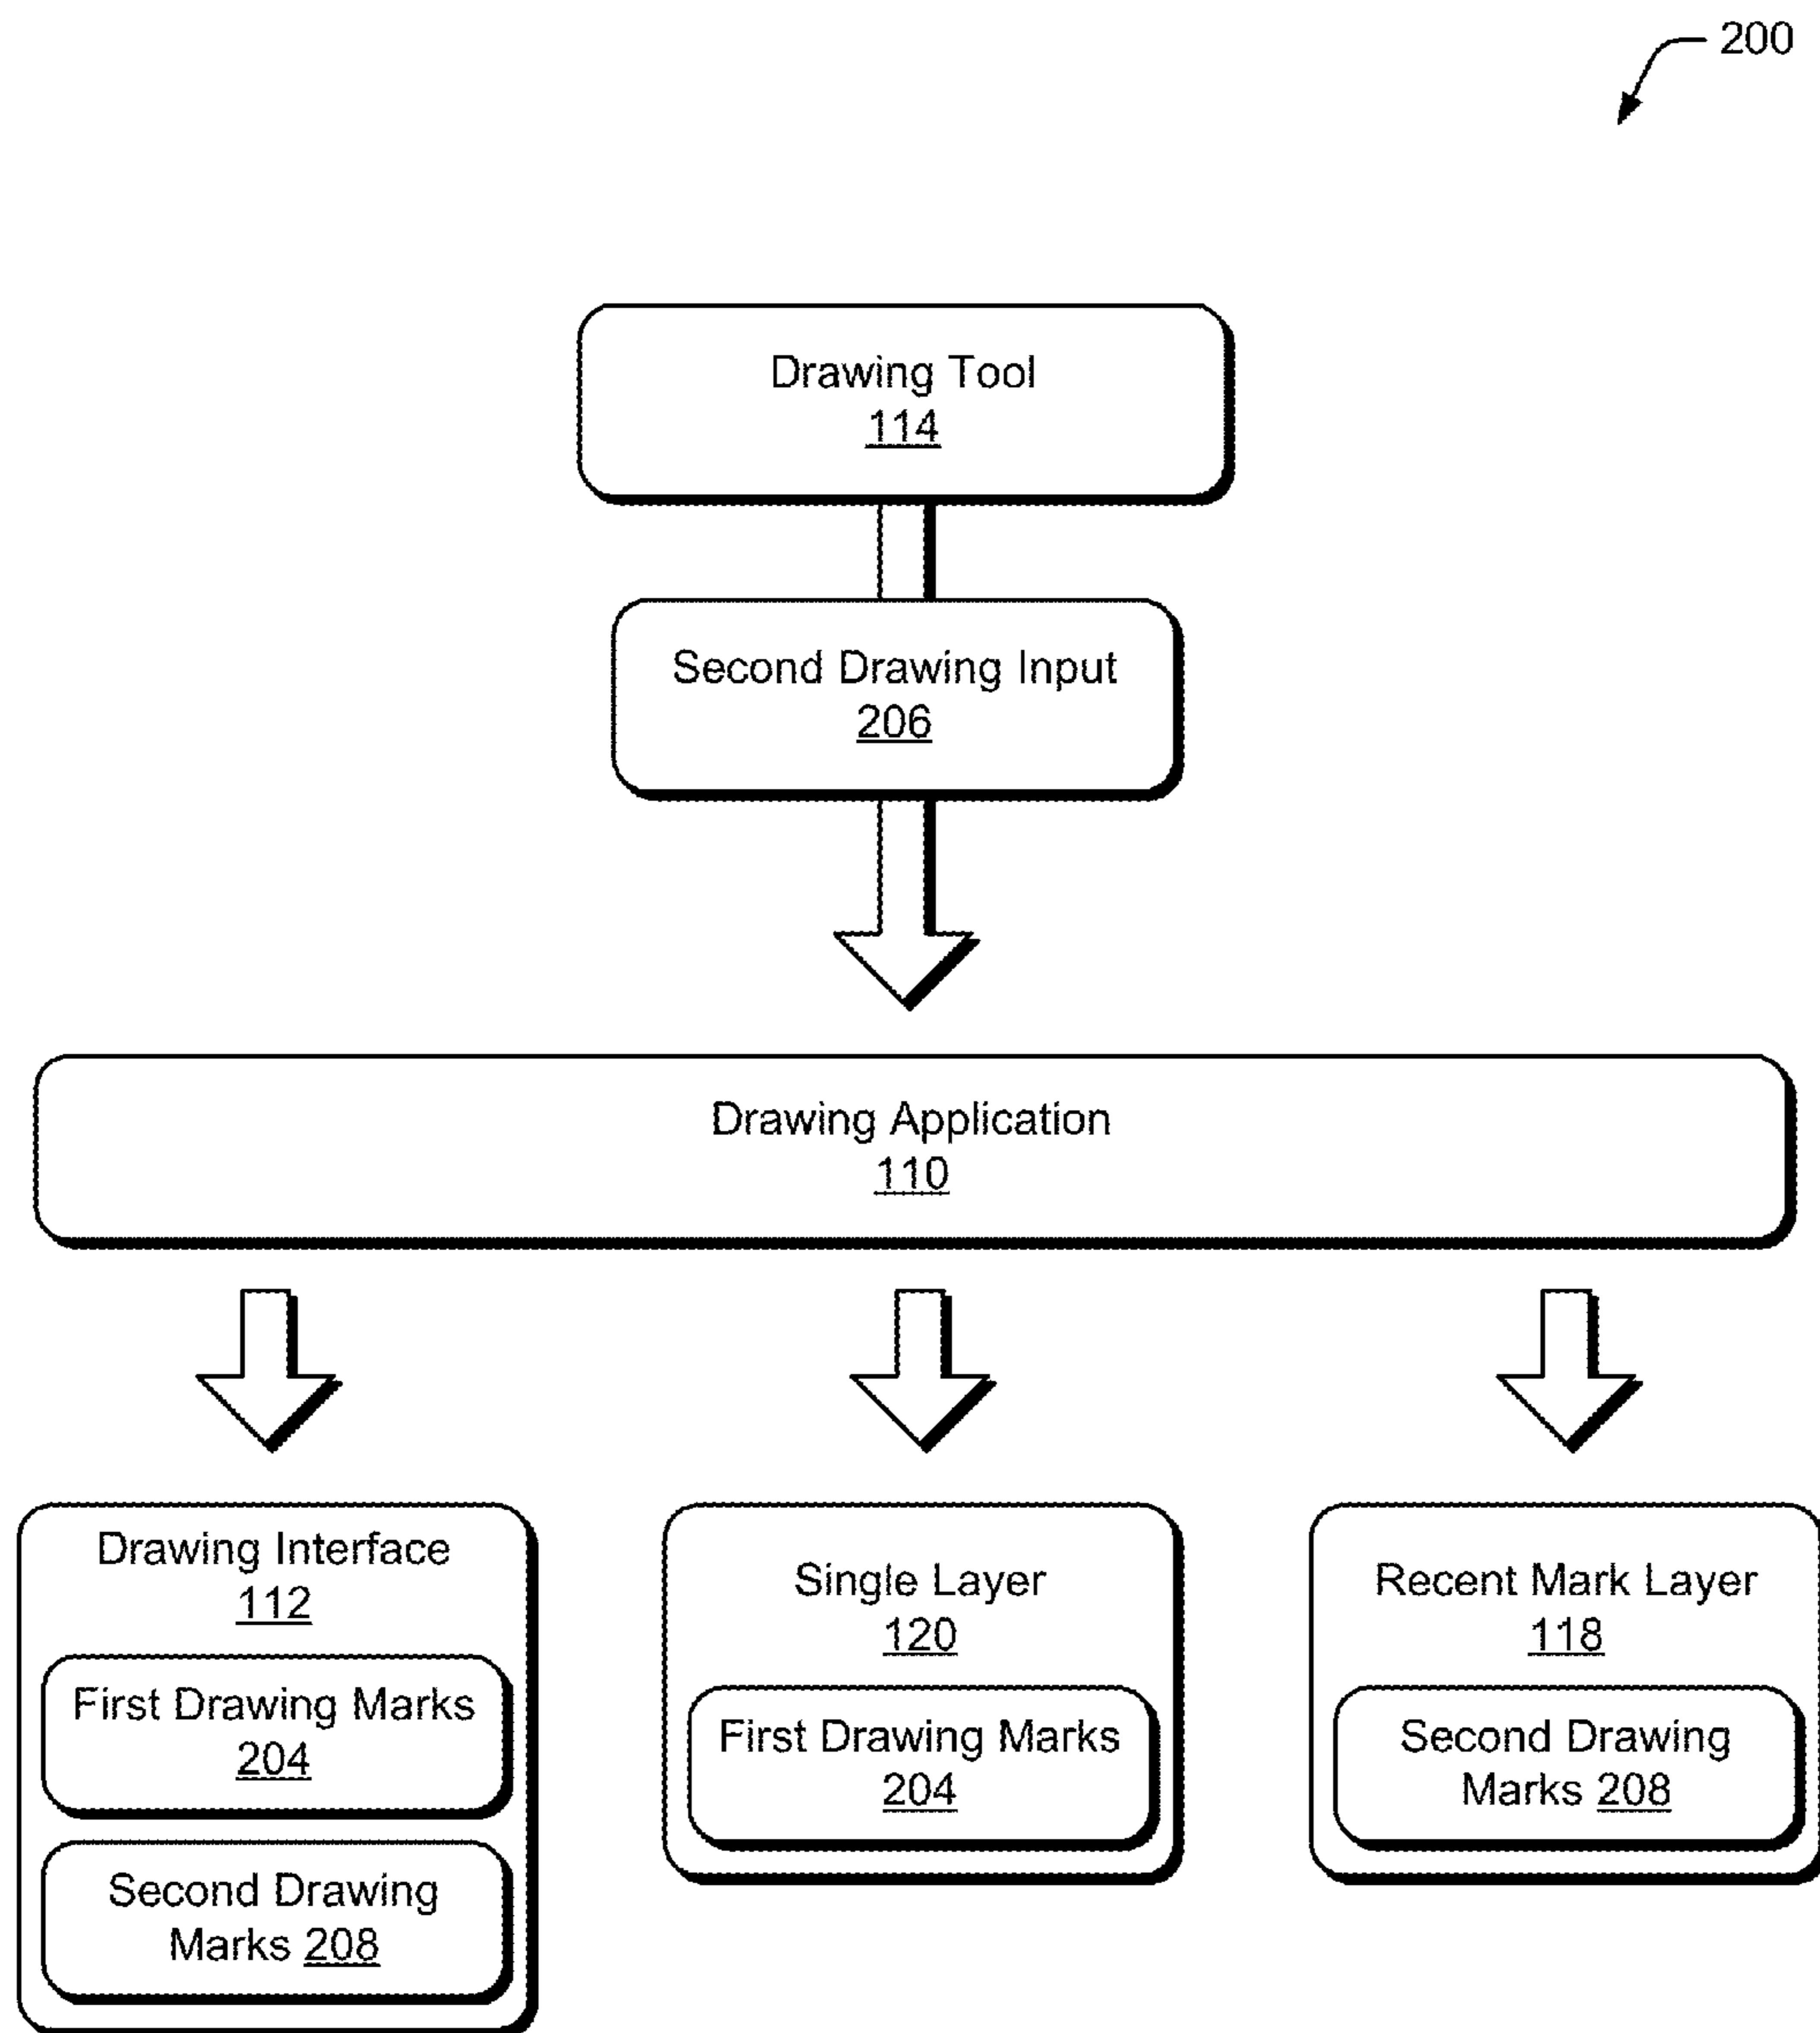 200
Drawing Tool
114
Second Drawing Input
206
Drawing Application
110
Drawing Interface
112
First Drawing Marks
204
Second Drawing
Marks 208
Single Layer
120
First Drawing Marks
204
Recent Mark Layer
118
Second Drawing
Marks 208